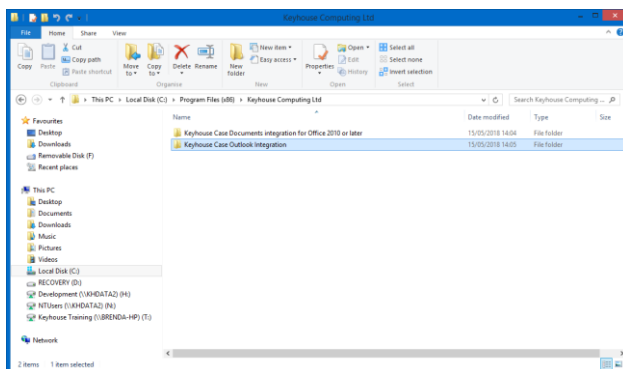 Keyhouse Computing Ltd
File Home Share View
Copy Paste Cut Copy path Paste shortcut Move to Copy to Delete Rename New folder New item Easy access Properties Open Edit History Select all Select none Invert selection
Clipboard Organise New Open Select
This PC Local Disk (C:) Program Files (x86) Keyhouse Computing Ltd Search Keyhouse Computing ...
Name Date modified Type Size
Favourites
Desktop
Downloads
Removable Disk (F:)
Recent places
Keyhouse Case Documents integration for Office 2010 or later 15/05/2018 14:04 File folder
Keyhouse Case Outlook Integration 15/05/2018 14:05 File folder
This PC
Desktop
Documents
Downloads
Music
Pictures
Videos
Local Disk (C:)
RECOVERY (D:)
Development (\\KHDATA2) (H:)
NTUsers (\\KHDATA2) (N:)
Keyhouse Training (\\BRENDA-HP) (T:)
Network
2 items 1 item selected